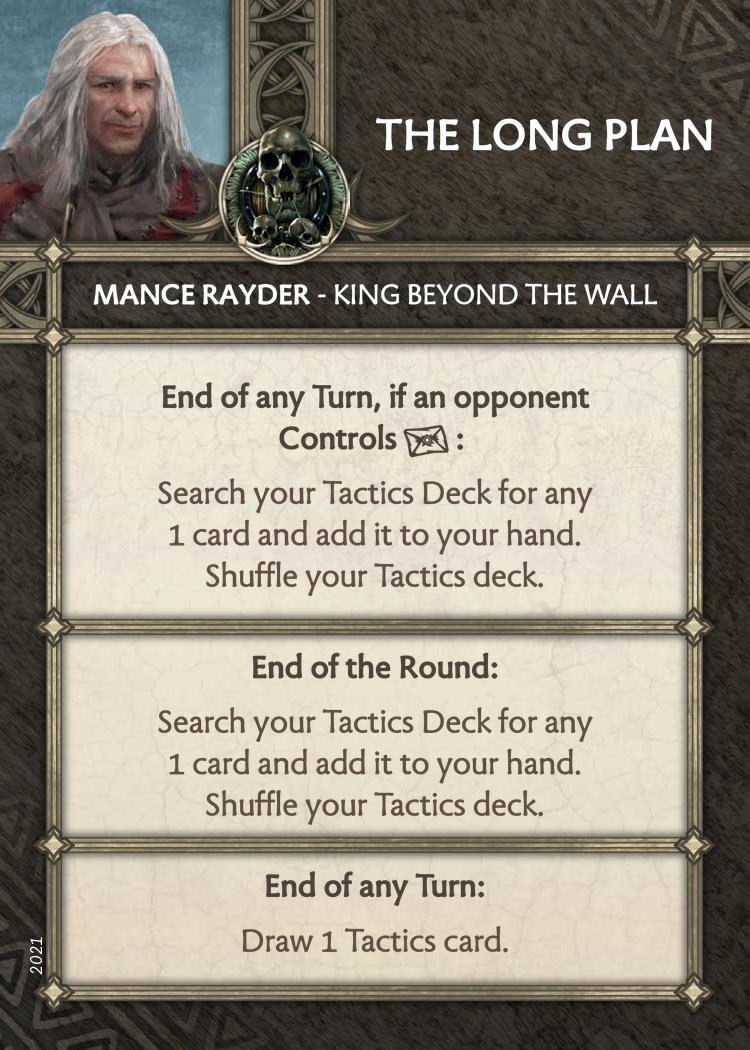 THE LONG PLAN
MANCE RAYDER - KING BEYOND THE WALL
End of any Turn, if an opponent
Controls :
Search your Tactics Deck for any
1 card and add it to your hand.
Shuffle your Tactics deck.
End of the Round:
Search your Tactics Deck for any
1 card and add it to your hand.
Shuffle your Tactics deck.
End of any Turn:
Draw 1 Tactics card.
2021